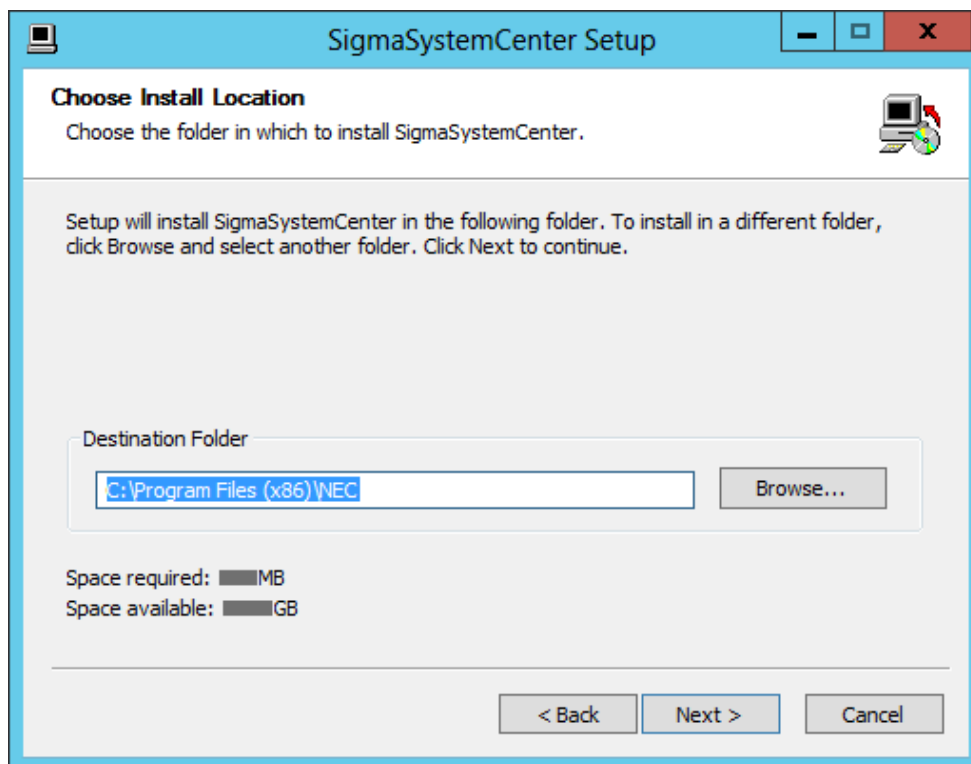 SigmaSystemCenter Setup
Choose Install Location
Choose the folder in which to install SigmaSystemCenter.
Setup will install SigmaSystemCenter in the following folder. To install in a different folder,
click Browse and select another folder. Click Next to continue.
Destination Folder
C:\Program Files (x86)\NEC
Browse...
Space required: MB
Space available: GB
< Back
Next >
Cancel